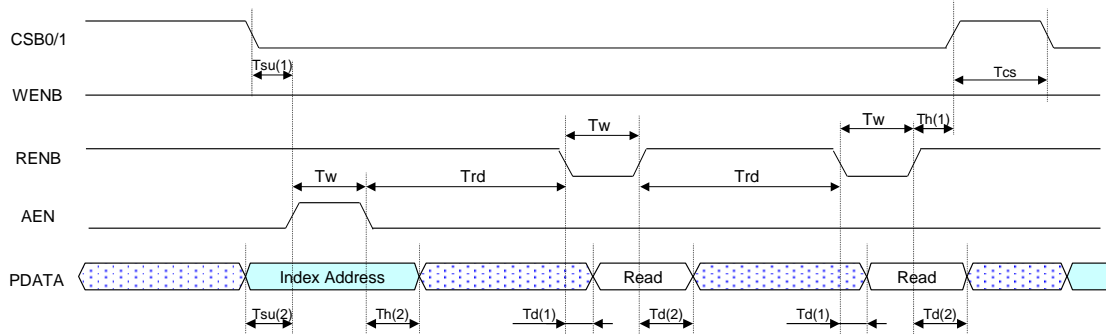 CSB0/1
Tsu(1)
Tcs
WENB
Tw
Tw
Th(1)
RENB
Tw
Trd
Trd
AEN
PDATA
Index Address
Read
Read
Tsu(2)
Th(2)
Td(1)
Td(2)
Td(1)
Td(2)